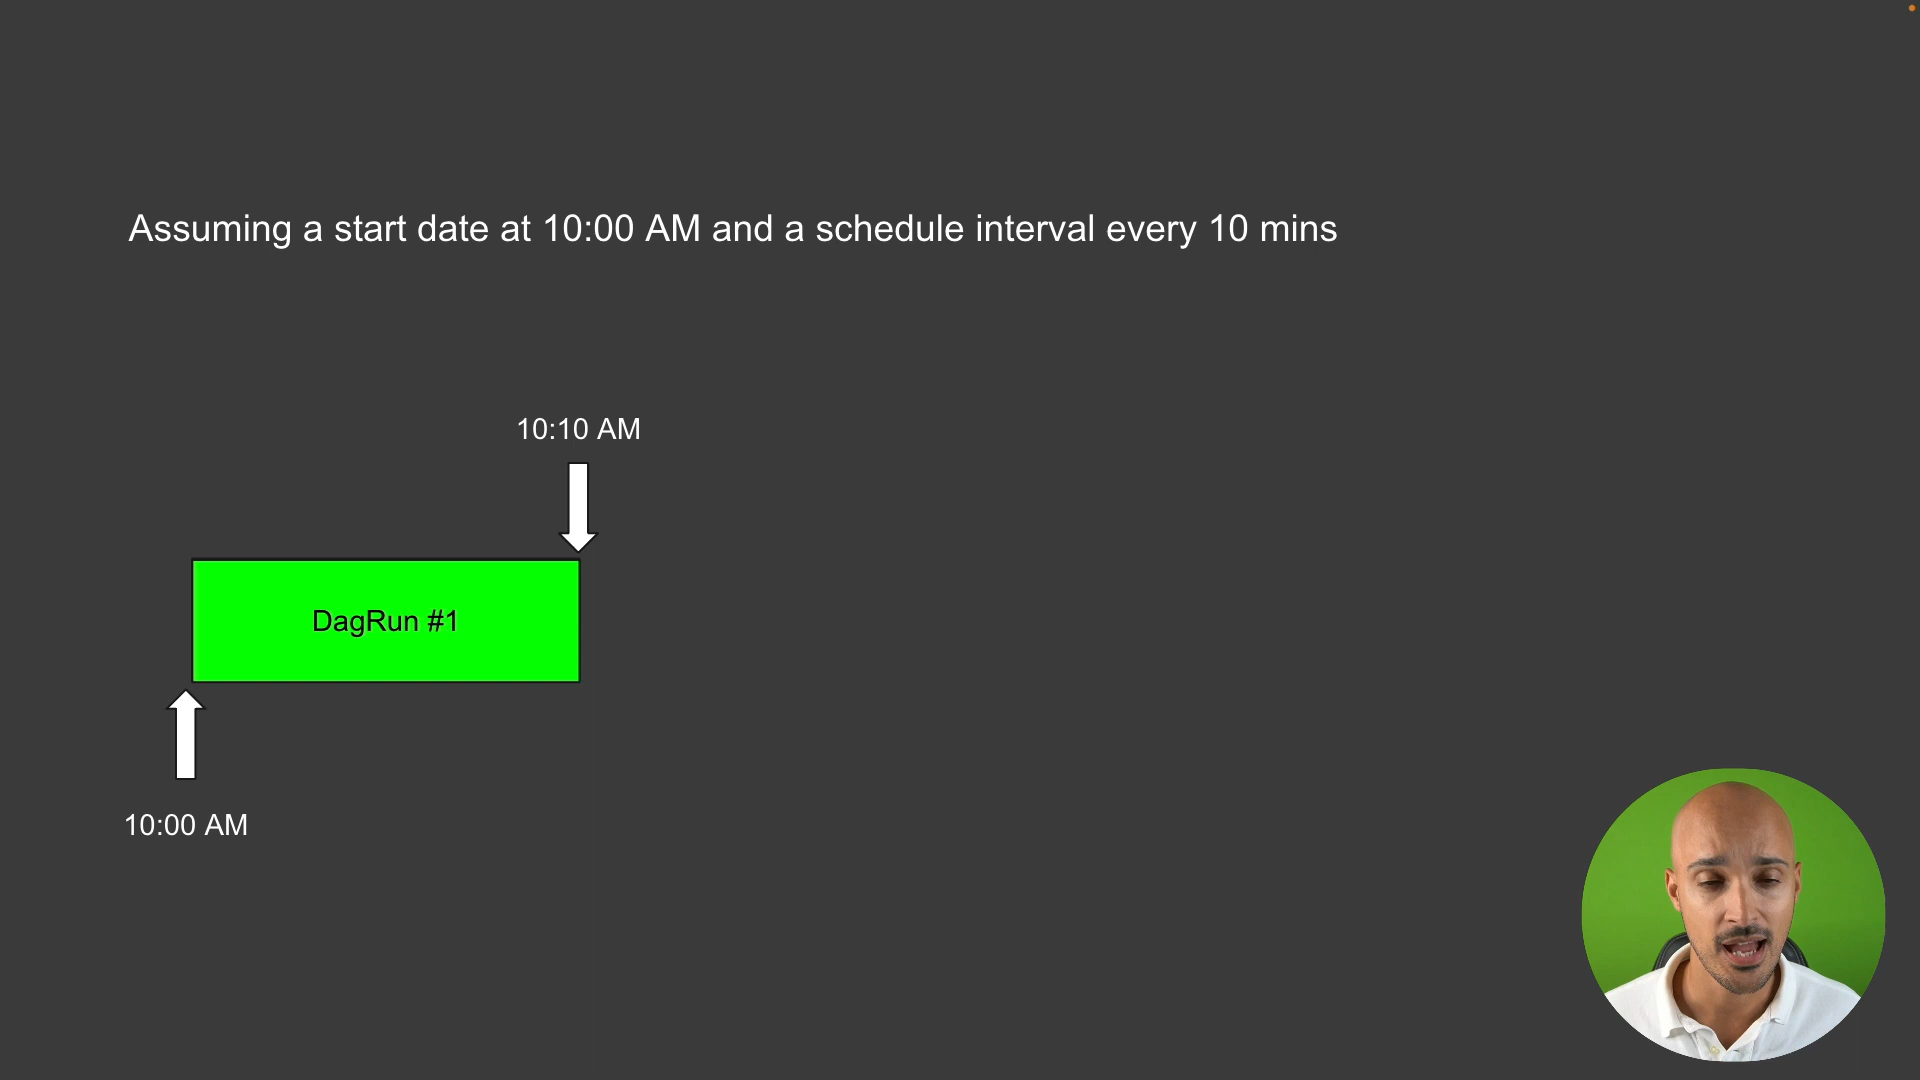 Assuming a start date at 10:00 AM and a schedule interval every 10 mins
10:10 AM
DagRun #1
10:00 AM